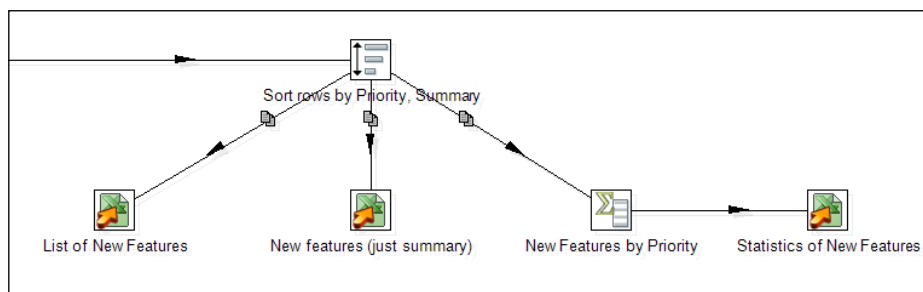 Sort rows by Priority, Summary
List of New Features
New features (just summary)
New Features by Priority
Statistics of New Features